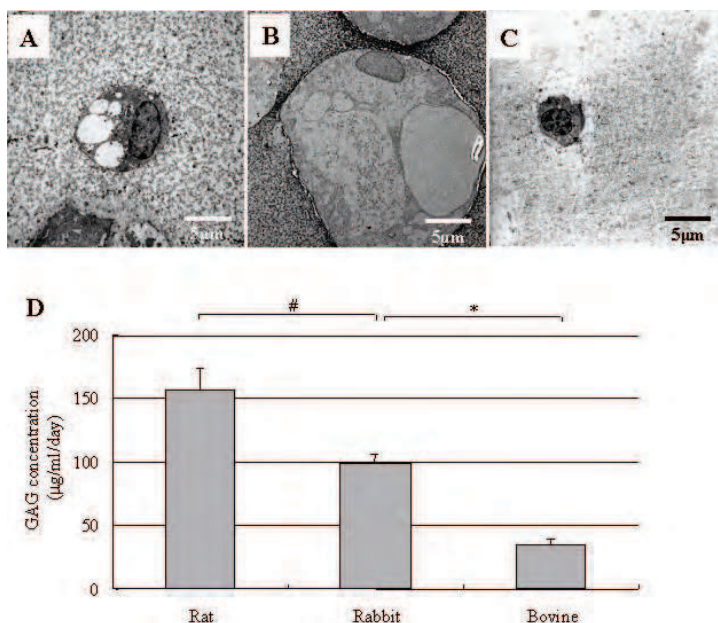 A
B
C
5μm
5μm
5μm
D
#
*
200
150
100
50
0
GAG concentration
(μg/ml/day)
Rat
Rabbit
Bovine